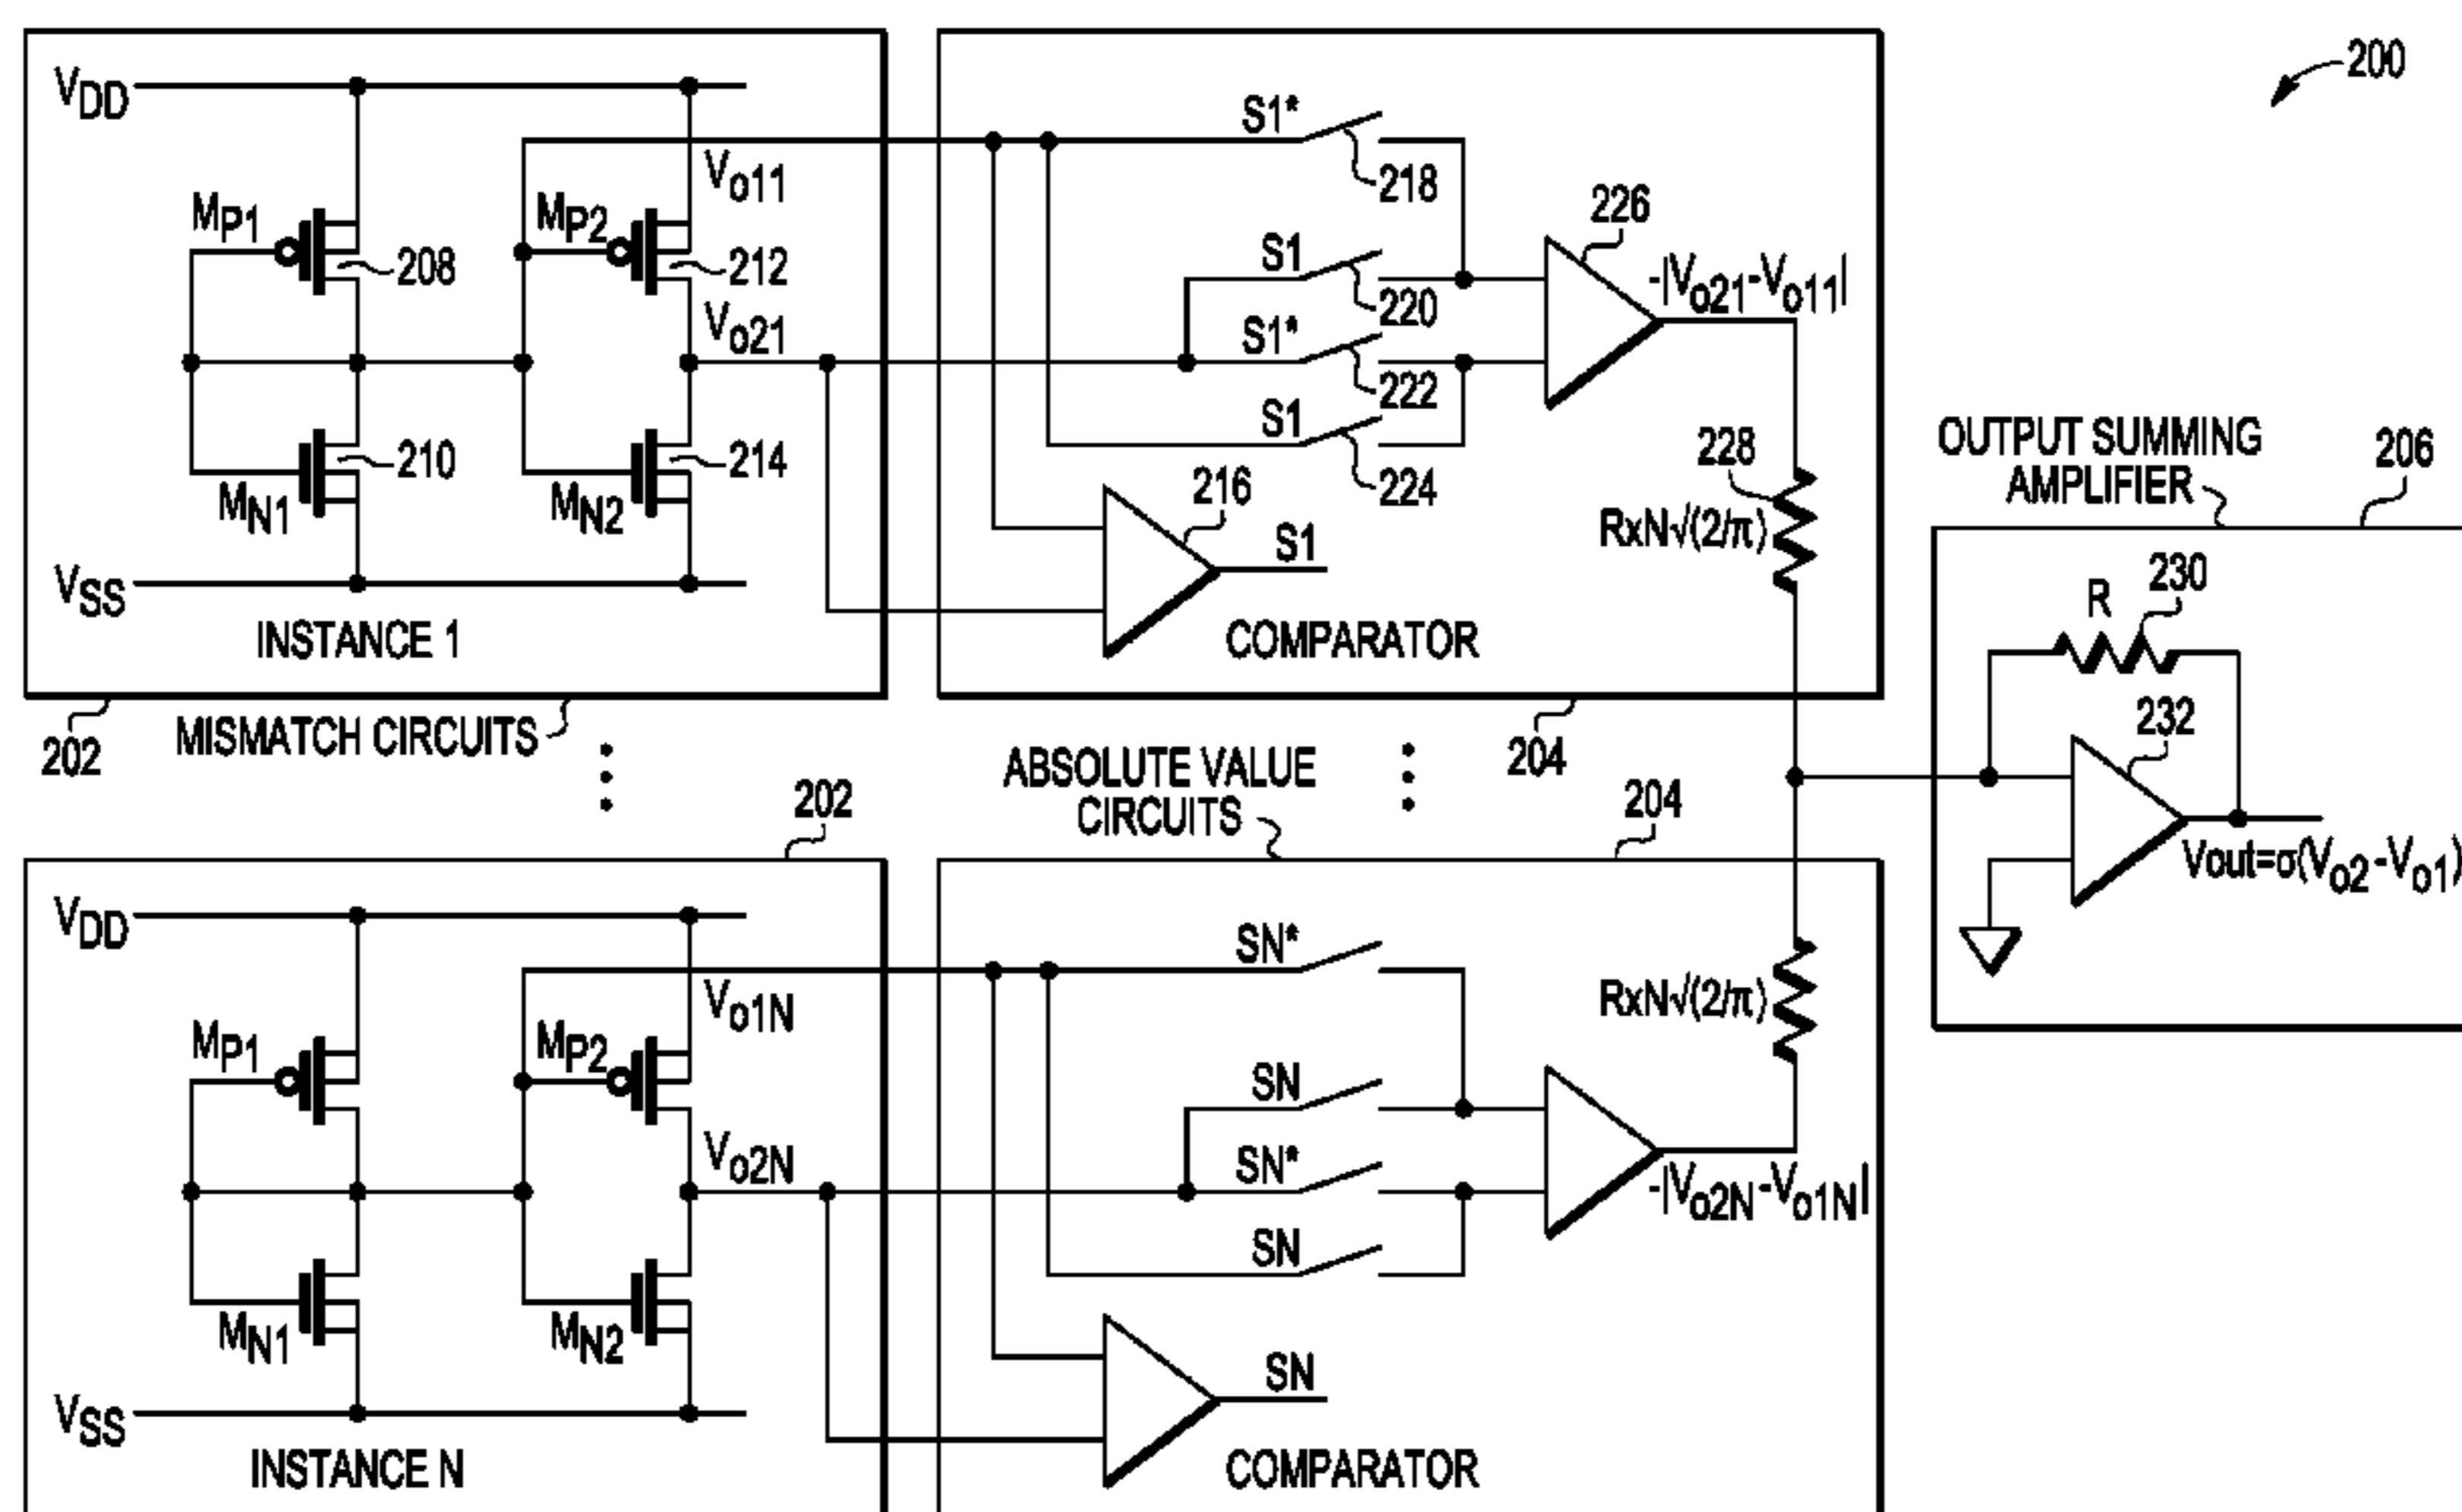 200
VDD
Vo11
S1*
218
MP1
208
MP2
212
S1
220
226
-|Vo21-Vo11|
Vo21
S1*
222
S1
224
MN1
210
MN2
214
216
S1
228
RxN√(2/π)
VSS
INSTANCE 1
COMPARATOR
OUTPUT SUMMING
AMPLIFIER
206
R
230
232
Vout=σ(Vo2-Vo1)
202
MISMATCH CIRCUITS
202
ABSOLUTE VALUE
CIRCUITS
204
204
VDD
Vo1N
SN*
MP1
MP2
SN
Vo2N
SN*
SN
-|Vo2N-Vo1N|
RxN√(2/π)
MN1
MN2
SN
VSS
INSTANCE N
COMPARATOR